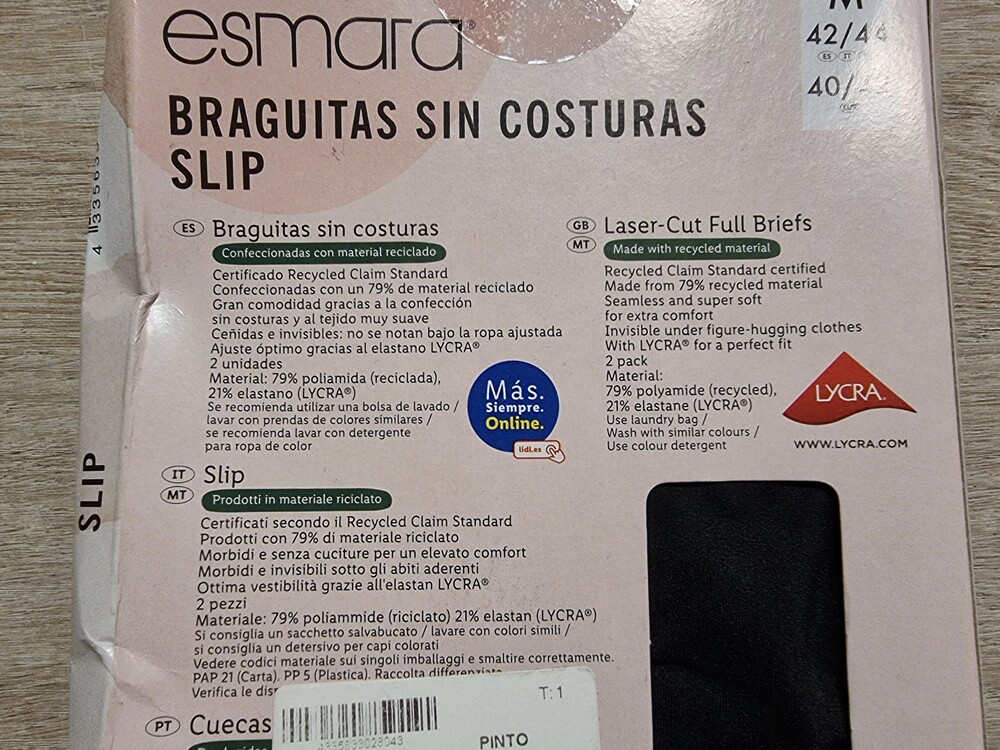 esmara®
M
42/44
ES IT
40/
BRAGUITAS SIN COSTURAS
SLIP
ES Braguitas sin costuras
Confeccionadas con material reciclado
Certificado Recycled Claim Standard
Confeccionadas con un 79% de material reciclado
Gran comodidad gracias a la confección
sin costuras y al tejido muy suave
Ceñidas e invisibles: no se notan bajo la ropa ajustada
Ajuste óptimo gracias al elastano LYCRA®
2 unidades
Material: 79% poliamida (reciclada),
21% elastano (LYCRA®)
Se recomienda utilizar una bolsa de lavado /
lavar con prendas de colores similares /
se recomienda lavar con detergente
para ropa de color
Más.
Siempre.
Online.
lidl.es
GB MT Laser-Cut Full Briefs
Made with recycled material
Recycled Claim Standard certified
Made from 79% recycled material
Seamless and super soft
for extra comfort
Invisible under figure-hugging clothes
With LYCRA® for a perfect fit
2 pack
Material:
79% polyamide (recycled),
21% elastane (LYCRA®)
Use laundry bag /
Wash with similar colours /
Use colour detergent
LYCRA
WWW.LYCRA.COM
IT MT Slip
Prodotti in materiale riciclato
Certificati secondo il Recycled Claim Standard
Prodotti con 79% di materiale riciclato
Morbidi e senza cuciture per un elevato comfort
Morbidi e invisibili sotto gli abiti aderenti
Ottima vestibilità grazie all'elastan LYCRA®
2 pezzi
Materiale: 79% poliammide (riciclato) 21% elastan (LYCRA®)
Si consiglia un sacchetto salvabucato / lavare con colori simili /
si consiglia un detersivo per capi colorati
Vedere codici materiale sui singoli imballaggi e smaltire correttamente.
PAP 21 (Carta). PP 5 (Plastica). Raccolta differenziata
Verifica le
PT Cuecas
SLIP
T: 1
4335639028043
PINTO